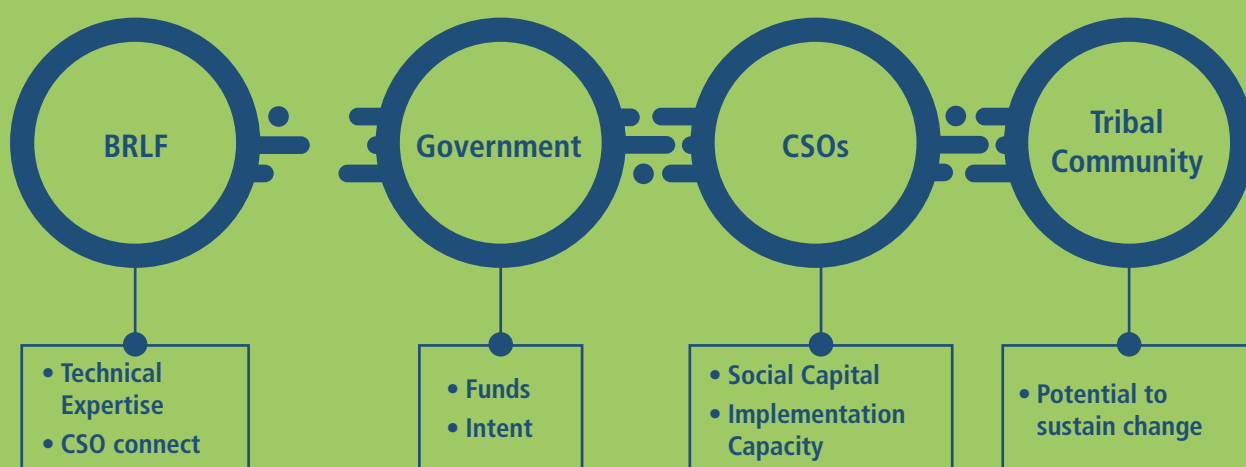 BRLF
Government
CSOs
Tribal
Community
• Technical
Expertise
• CSO connect
• Funds
• Intent
• Social Capital
• Implementation
Capacity
• Potential to
sustain change